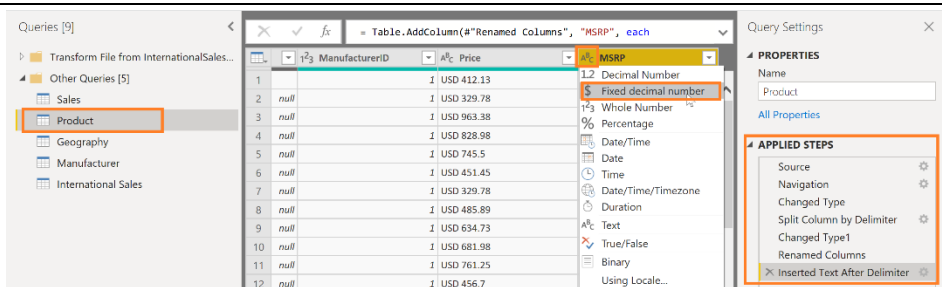 Queries [9]
Transform File from InternationalSales...
Other Queries [5]
Sales
Product
Geography
Manufacturer
International Sales
fx = Table.AddColumn(#"Renamed Columns", "MSRP", each
1²3 ManufacturerID ABC Price ABC MSRP
1 1 USD 412.13
2 null 1 USD 329.78
3 null 1 USD 963.38
4 null 1 USD 828.98
5 null 1 USD 745.5
6 null 1 USD 451.45
7 null 1 USD 329.78
8 null 1 USD 485.89
9 null 1 USD 634.73
10 null 1 USD 681.98
11 null 1 USD 761.25
12 null 1 USD 456.7
1.2 Decimal Number
$ Fixed decimal number
1²3 Whole Number
% Percentage
Date/Time
Date
Time
Date/Time/Timezone
Duration
ABC Text
True/False
Binary
Using Locale...
Query Settings
PROPERTIES
Name
Product
All Properties
APPLIED STEPS
Source
Navigation
Changed Type
Split Column by Delimiter
Changed Type1
Renamed Columns
Inserted Text After Delimiter